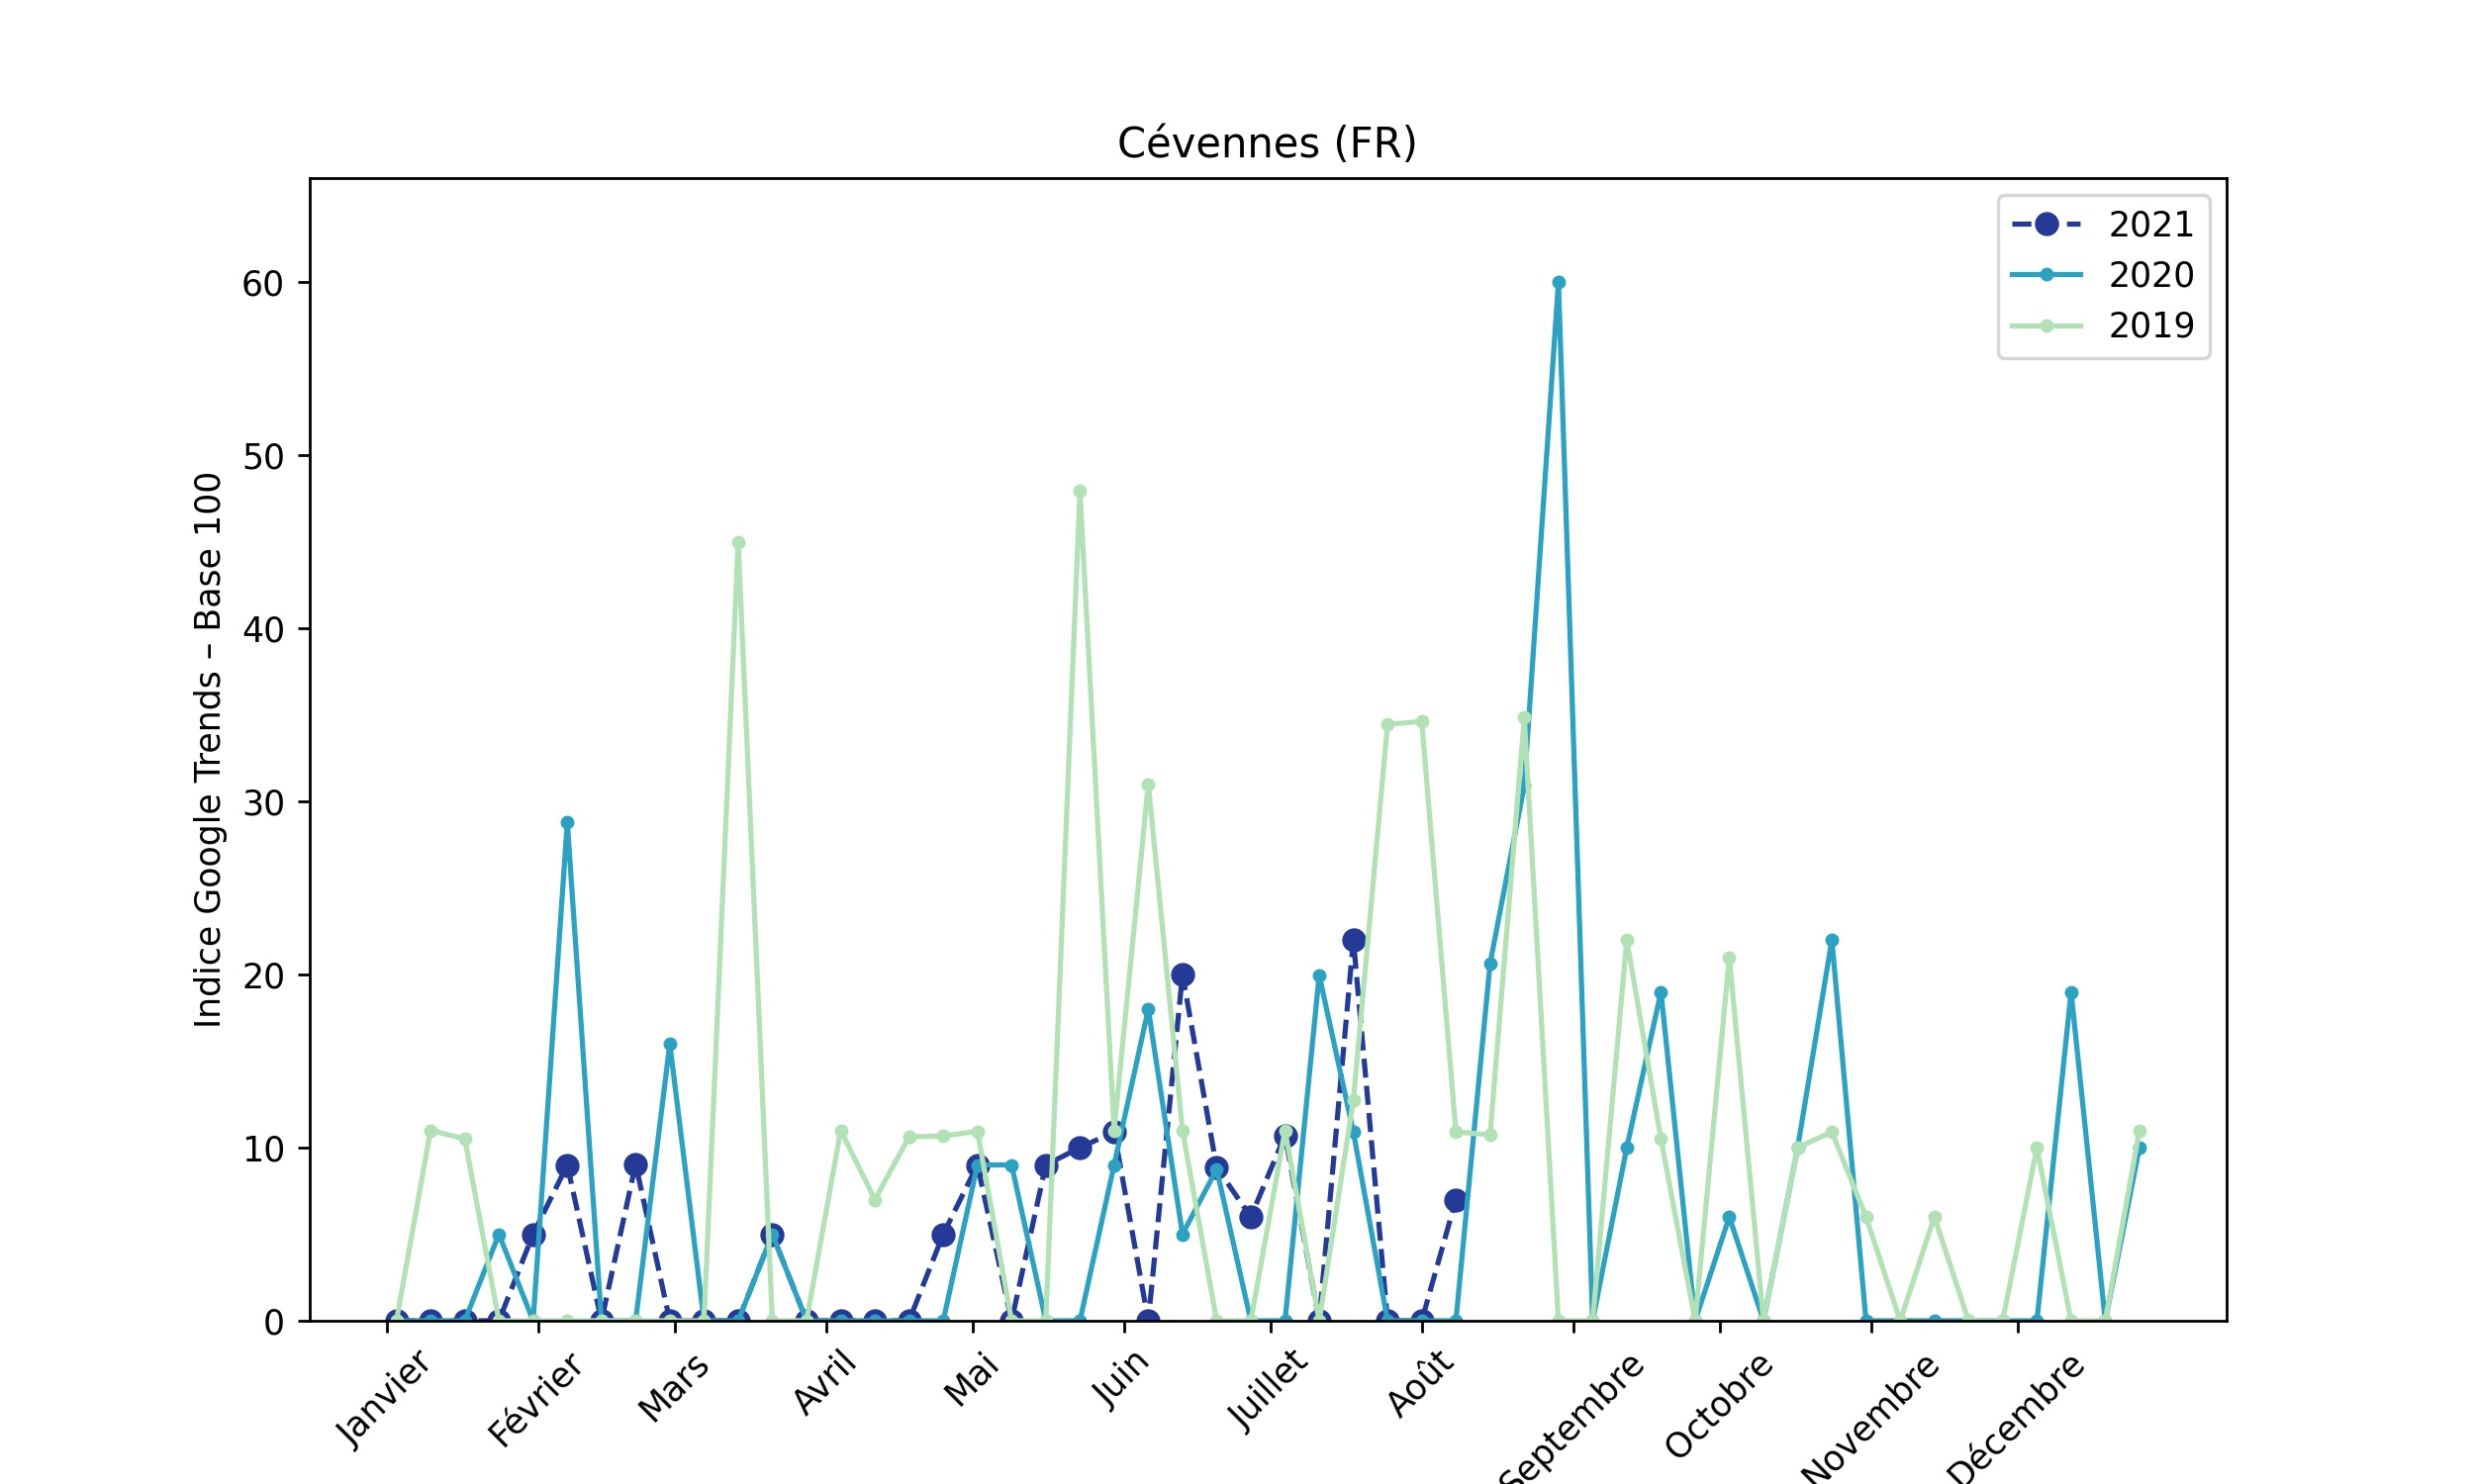 Cévennes (FR)
2021
2020
2019
Indice Google Trends – Base 100
60
50
40
30
20
10
0
Janvier
Février
Mars
Avril
Mai
Juin
Juillet
Août
Septembre
Octobre
Novembre
Décembre